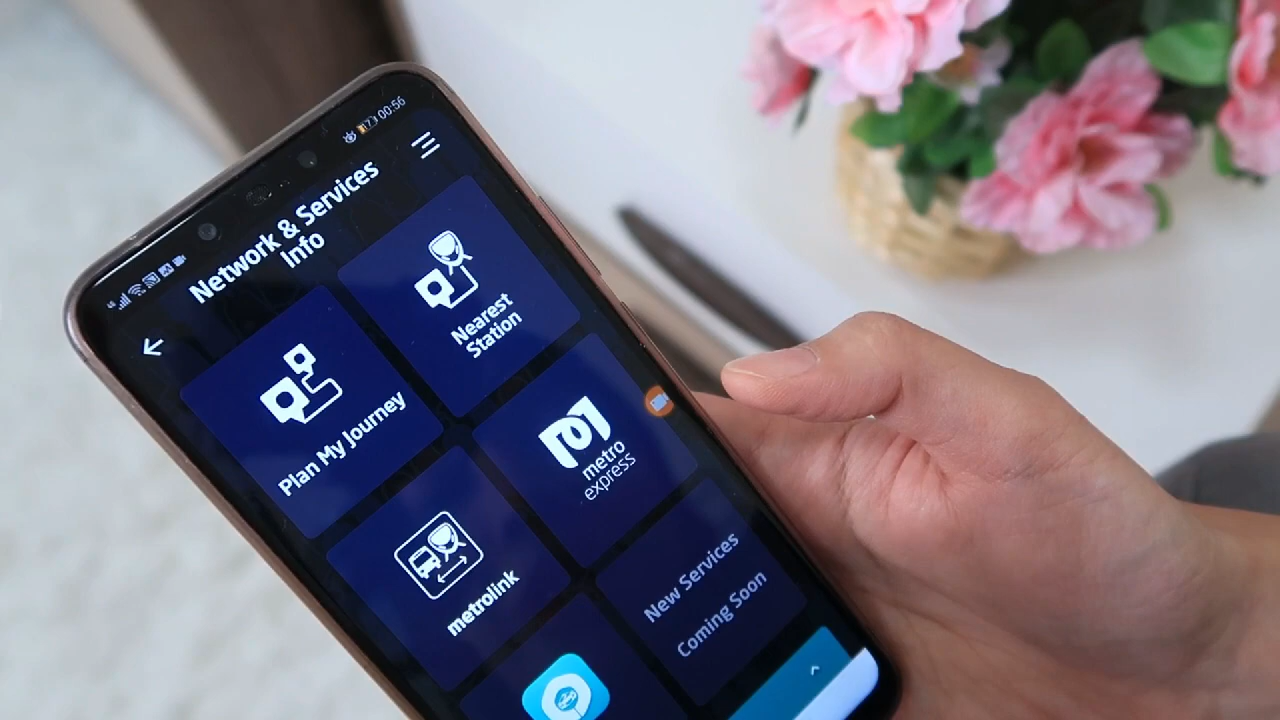 73 00:56
Network & Services
Info
Plan My Journey
Nearest
Station
metrolink
metro
express
New Services
Coming Soon